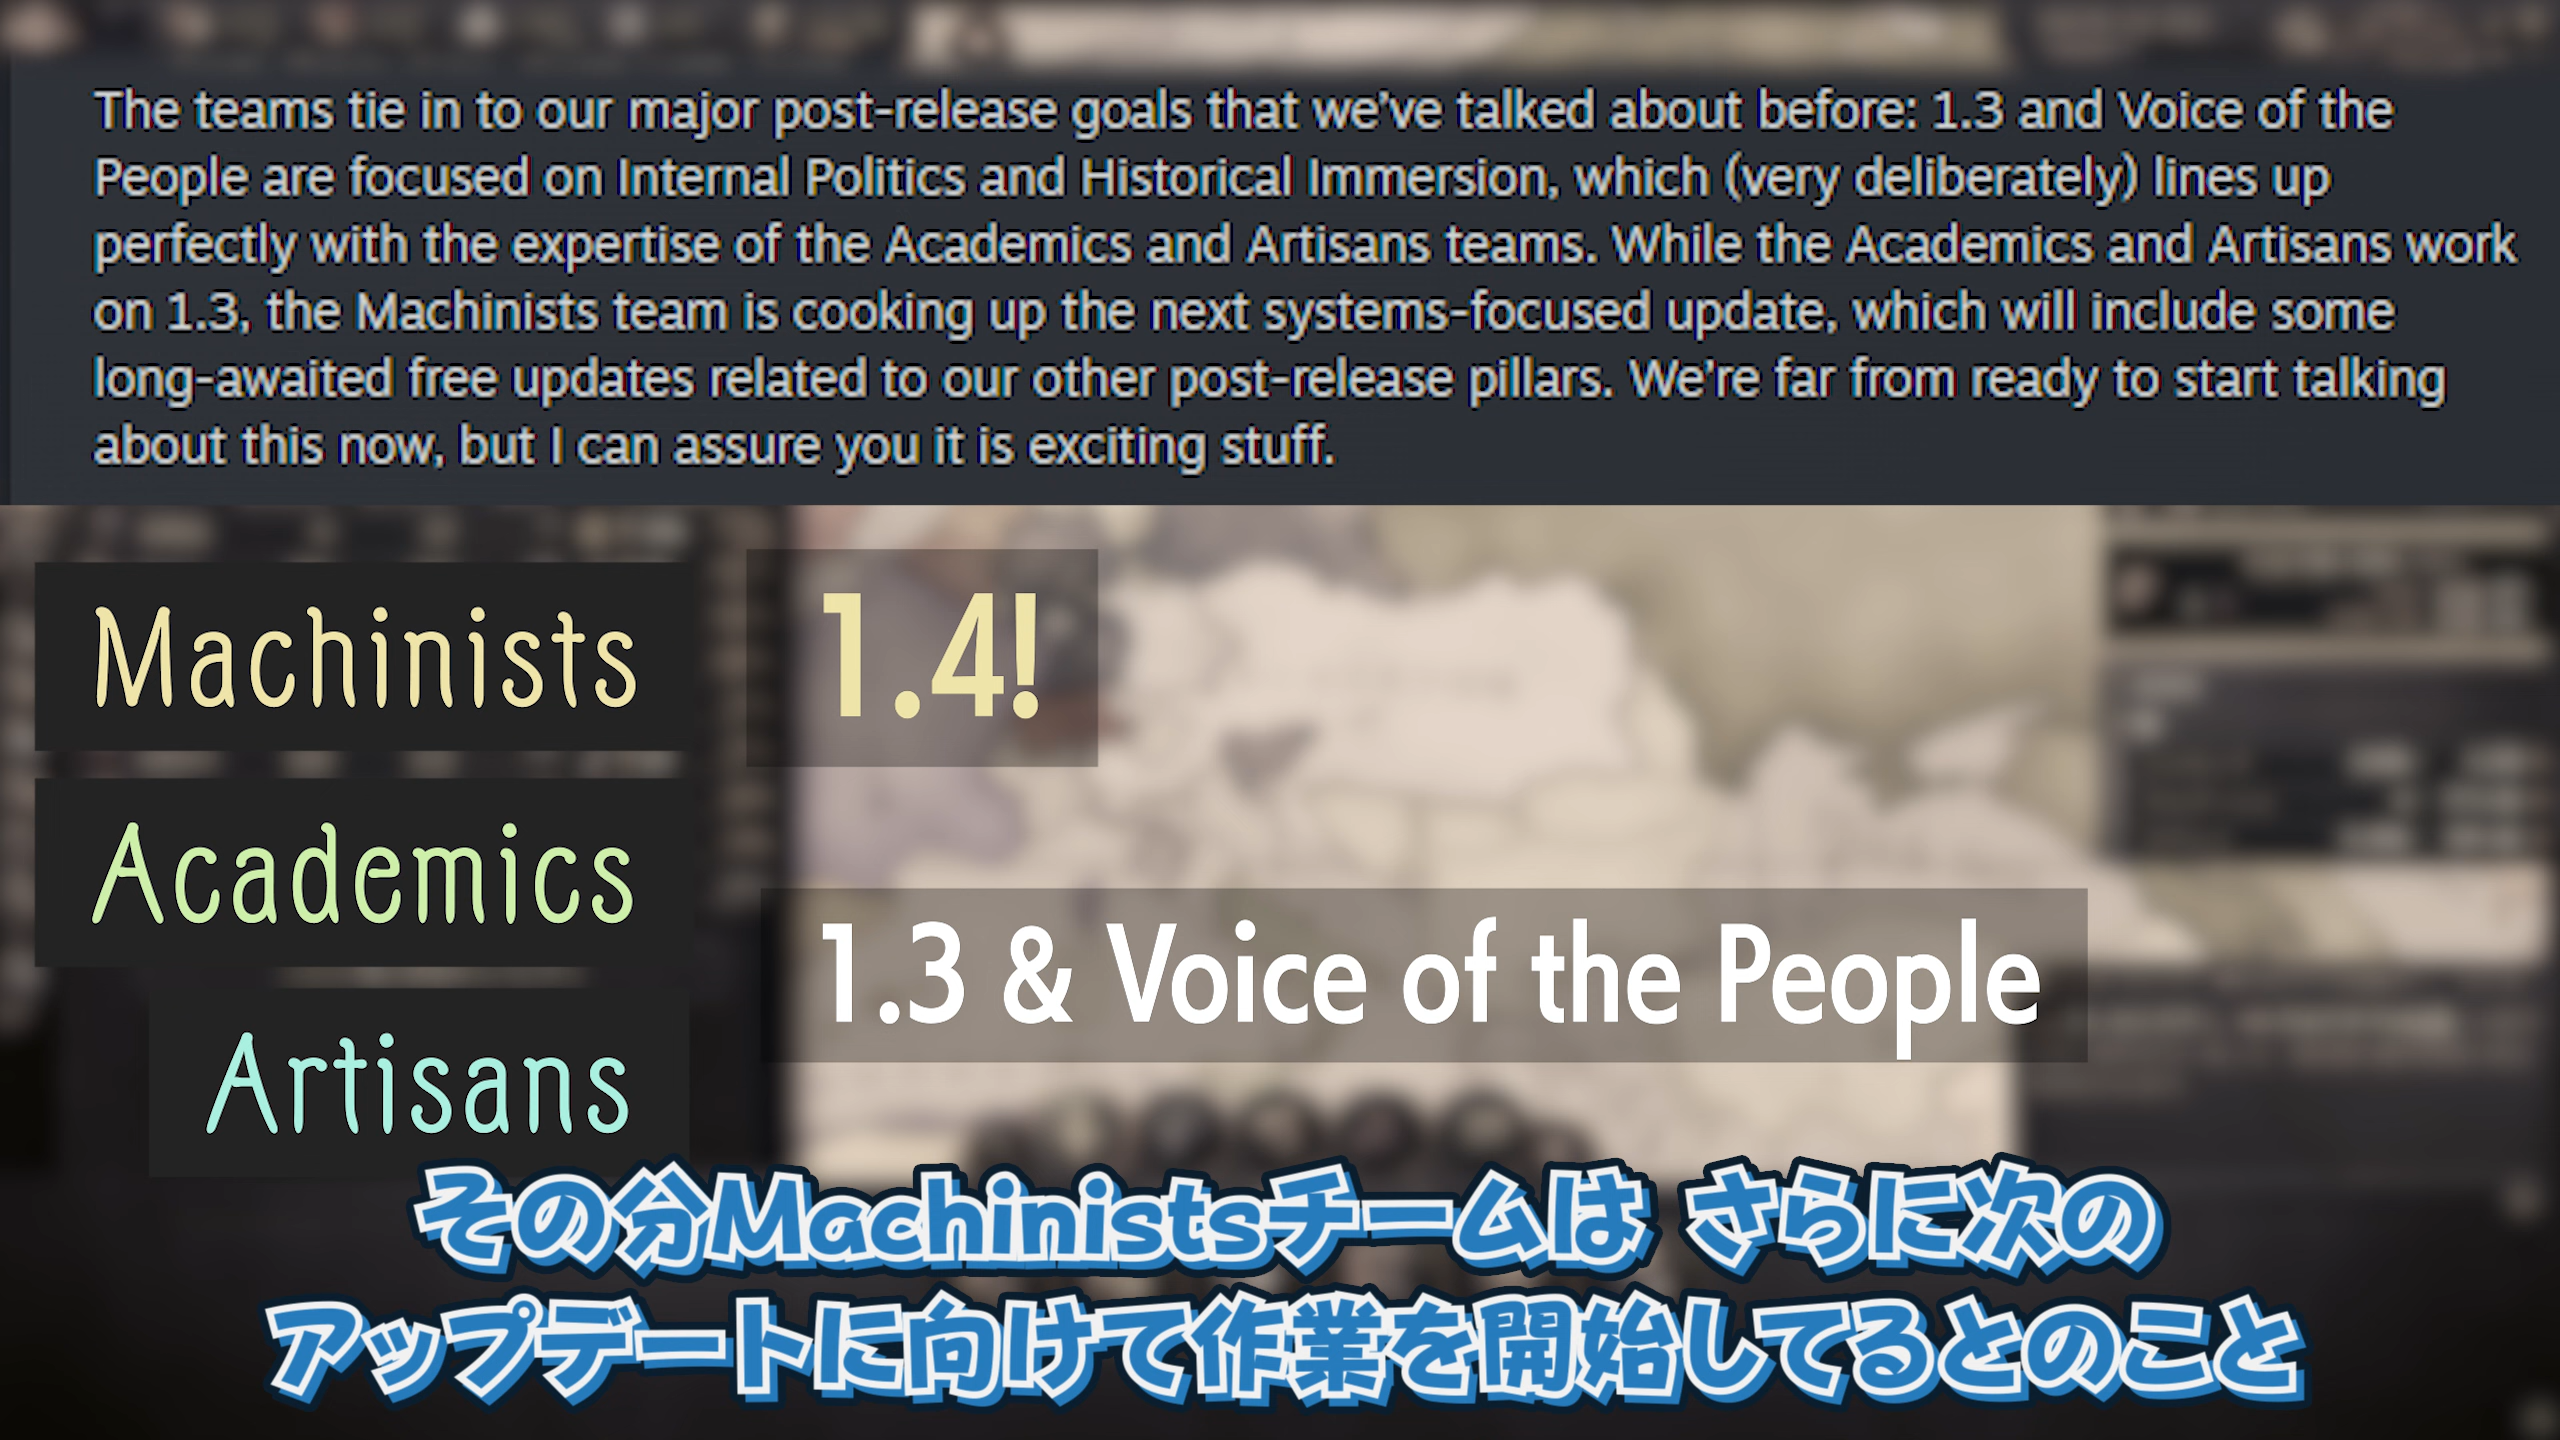 The teams tie in to our major post-release goals that we've talked about before: 1.3 and Voice of the
People are focused on Internal Politics and Historical Immersion, which (very deliberately) lines up
perfectly with the expertise of the Academics and Artisans teams. While the Academics and Artisans work
on 1.3, the Machinists team is cooking up the next systems-focused update, which will include some
long-awaited free updates related to our other post-release pillars. We're far from ready to start talking
about this now, but I can assure you it is exciting stuff.
Machinists
1.4!
Academics
1.3 & Voice of the People
Artisans
その分Machinistsチームは さらに次の
アップデートに向けて作業を開始してるとのこと